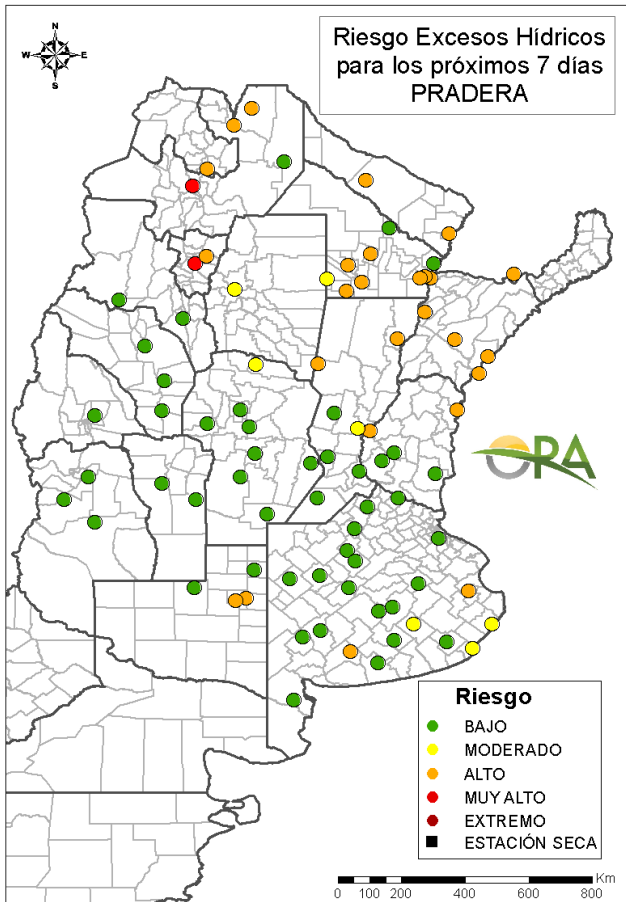 Riesgo Excesos Hídricos
para los próximos 7 días
PRADERA
N
W E
S
OPA
Riesgo
BAJO
MODERADO
ALTO
MUY ALTO
EXTREMO
ESTACIÓN SECA
Km
0 100 200 400 600 800